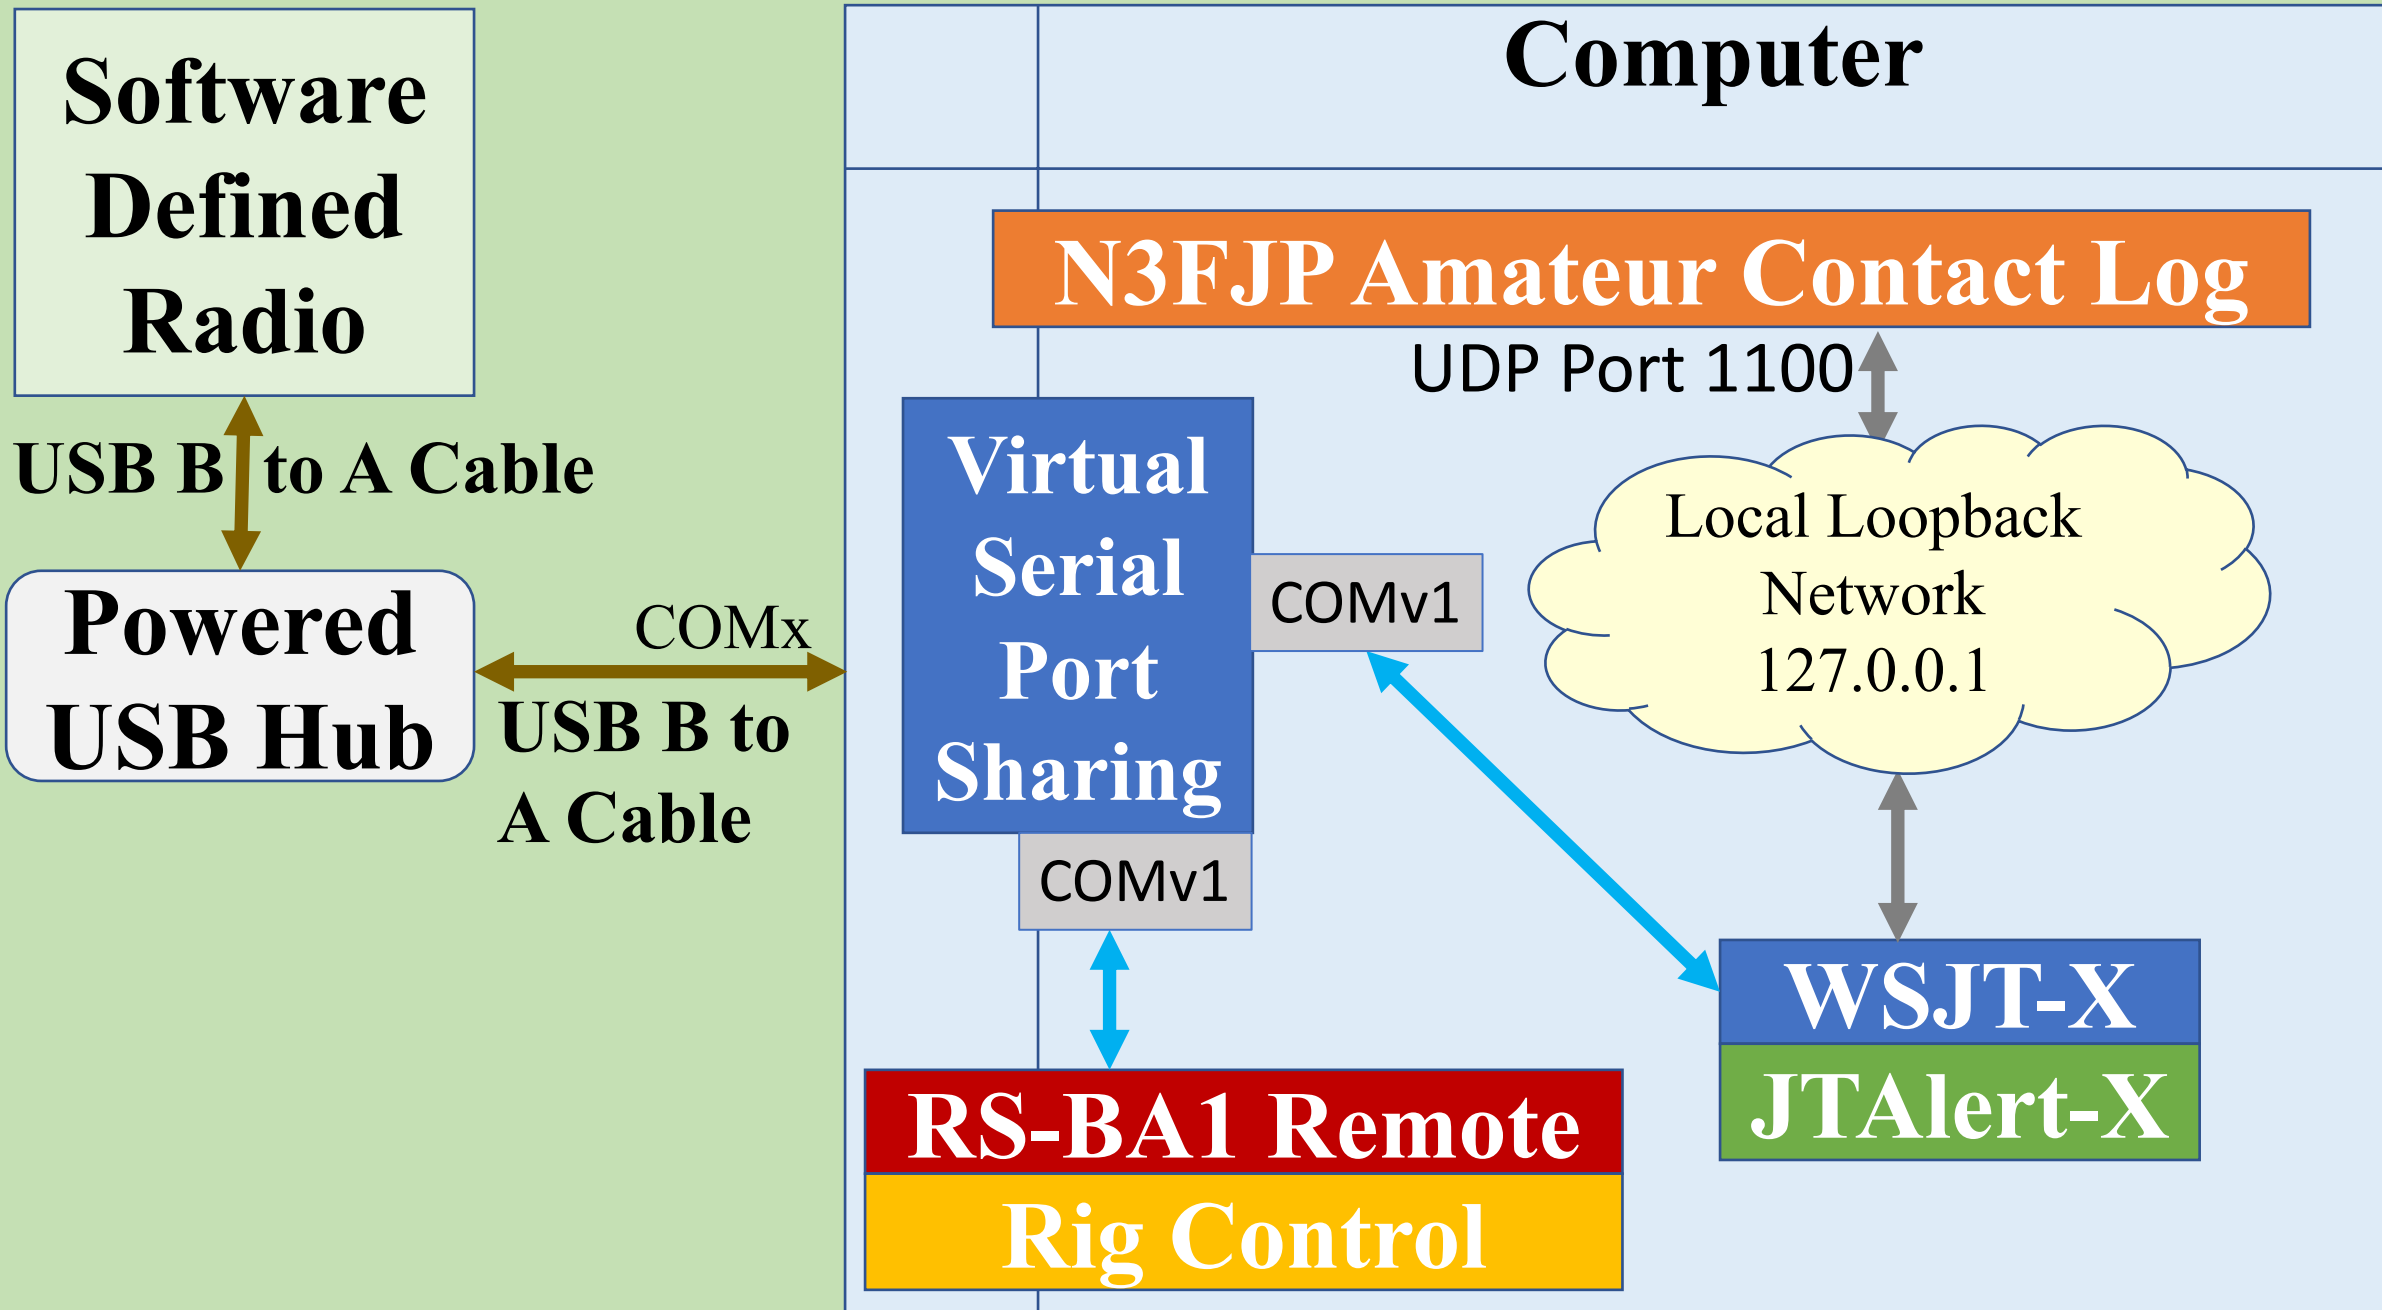 Software
Defined
Radio
USB B to A Cable
Powered
USB Hub
COMx
USB B to
A Cable
Computer
N3FJP Amateur Contact Log
UDP Port 1100
Virtual
Serial
Port
Sharing
COMv1
COMv1
Local Loopback
Network
127.0.0.1
WSJT-X
JTAlert-X
RS-BA1 Remote
Rig Control